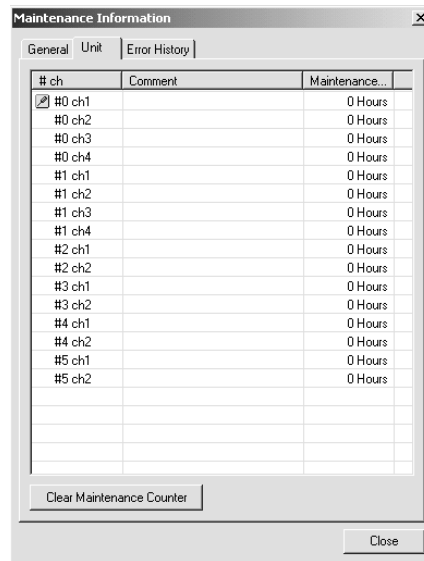 Maintenance Information
General Unit Error History
# ch Comment Maintenance...
#0 ch1 0 Hours
#0 ch2 0 Hours
#0 ch3 0 Hours
#0 ch4 0 Hours
#1 ch1 0 Hours
#1 ch2 0 Hours
#1 ch3 0 Hours
#1 ch4 0 Hours
#2 ch1 0 Hours
#2 ch2 0 Hours
#3 ch1 0 Hours
#3 ch2 0 Hours
#4 ch1 0 Hours
#4 ch2 0 Hours
#5 ch1 0 Hours
#5 ch2 0 Hours
Clear Maintenance Counter
Close